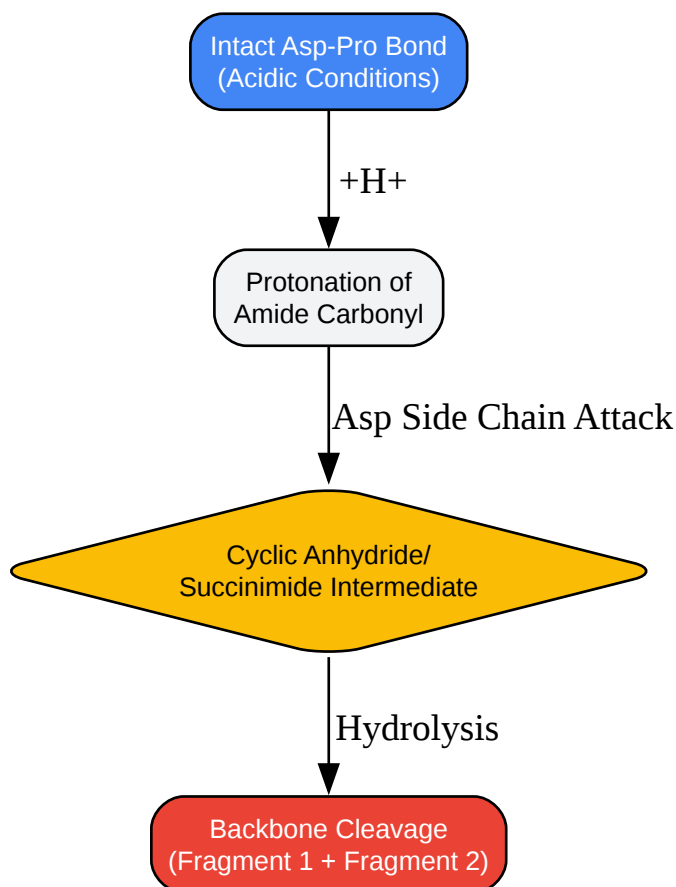 Intact Asp-Pro Bond
(Acidic Conditions)
+H+
Protonation of
Amide Carbonyl
Asp Side Chain Attack
Cyclic Anhydride/
Succinimide Intermediate
Hydrolysis
Backbone Cleavage
(Fragment 1 + Fragment 2)